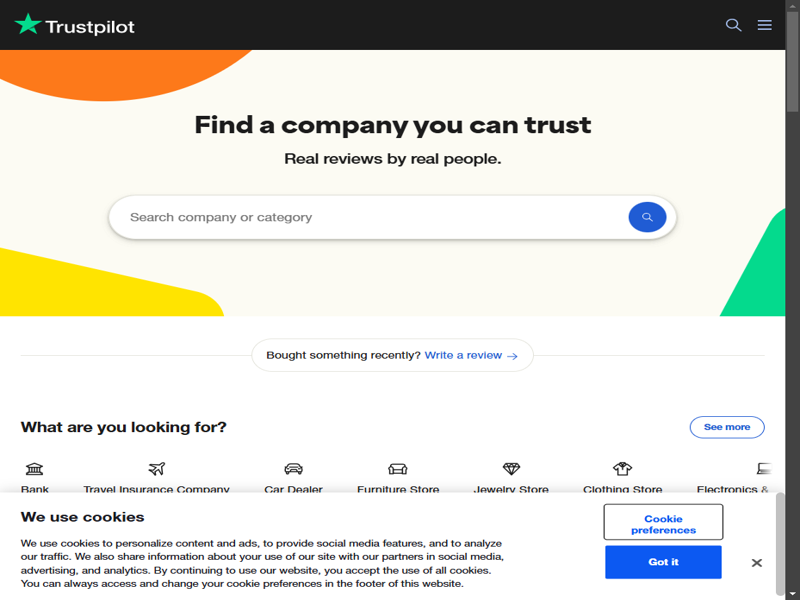 Trustpilot
Find a company you can trust
Real reviews by real people.
Search company or category
Bought something recently? Write a review →
What are you looking for?
See more
Bank
Travel Insurance Company
Car Dealer
Furniture Store
Jewelry Store
Clothing Store
Electronics &
We use cookies
We use cookies to personalize content and ads, to provide social media features, and to analyze
our traffic. We also share information about your use of our site with our partners in social media,
advertising, and analytics. By continuing to use our website, you accept the use of all cookies.
You can always access and change your cookie preferences in the footer of this website.
Cookie
preferences
Got it